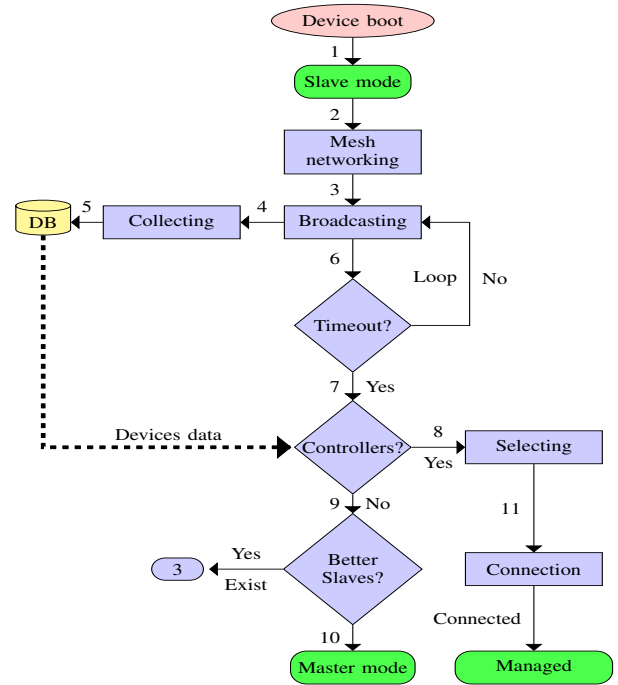 Device boot
1
Slave mode
2
Mesh
networking
3
DB
5
Collecting
4
Broadcasting
6
Loop
No
Timeout?
7
Yes
Devices data
Controllers?
8
Yes
Selecting
9
No
11
3
Yes
Exist
Better
Slaves?
Connection
10
Connected
Master mode
Managed